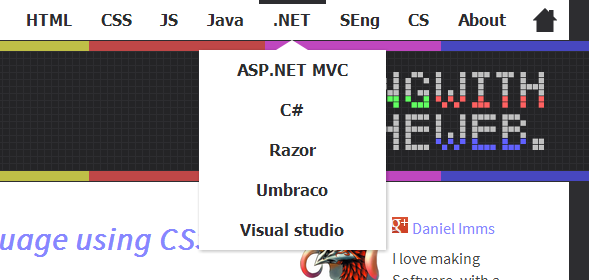 HTML CSS JS Java .NET SEng CS About
ASP.NET MVC
C#
Razor
Umbraco
Visual studio
GWITH
HEWEB.
uage using CSS
g+ Daniel Imms
I love making
Software, with a